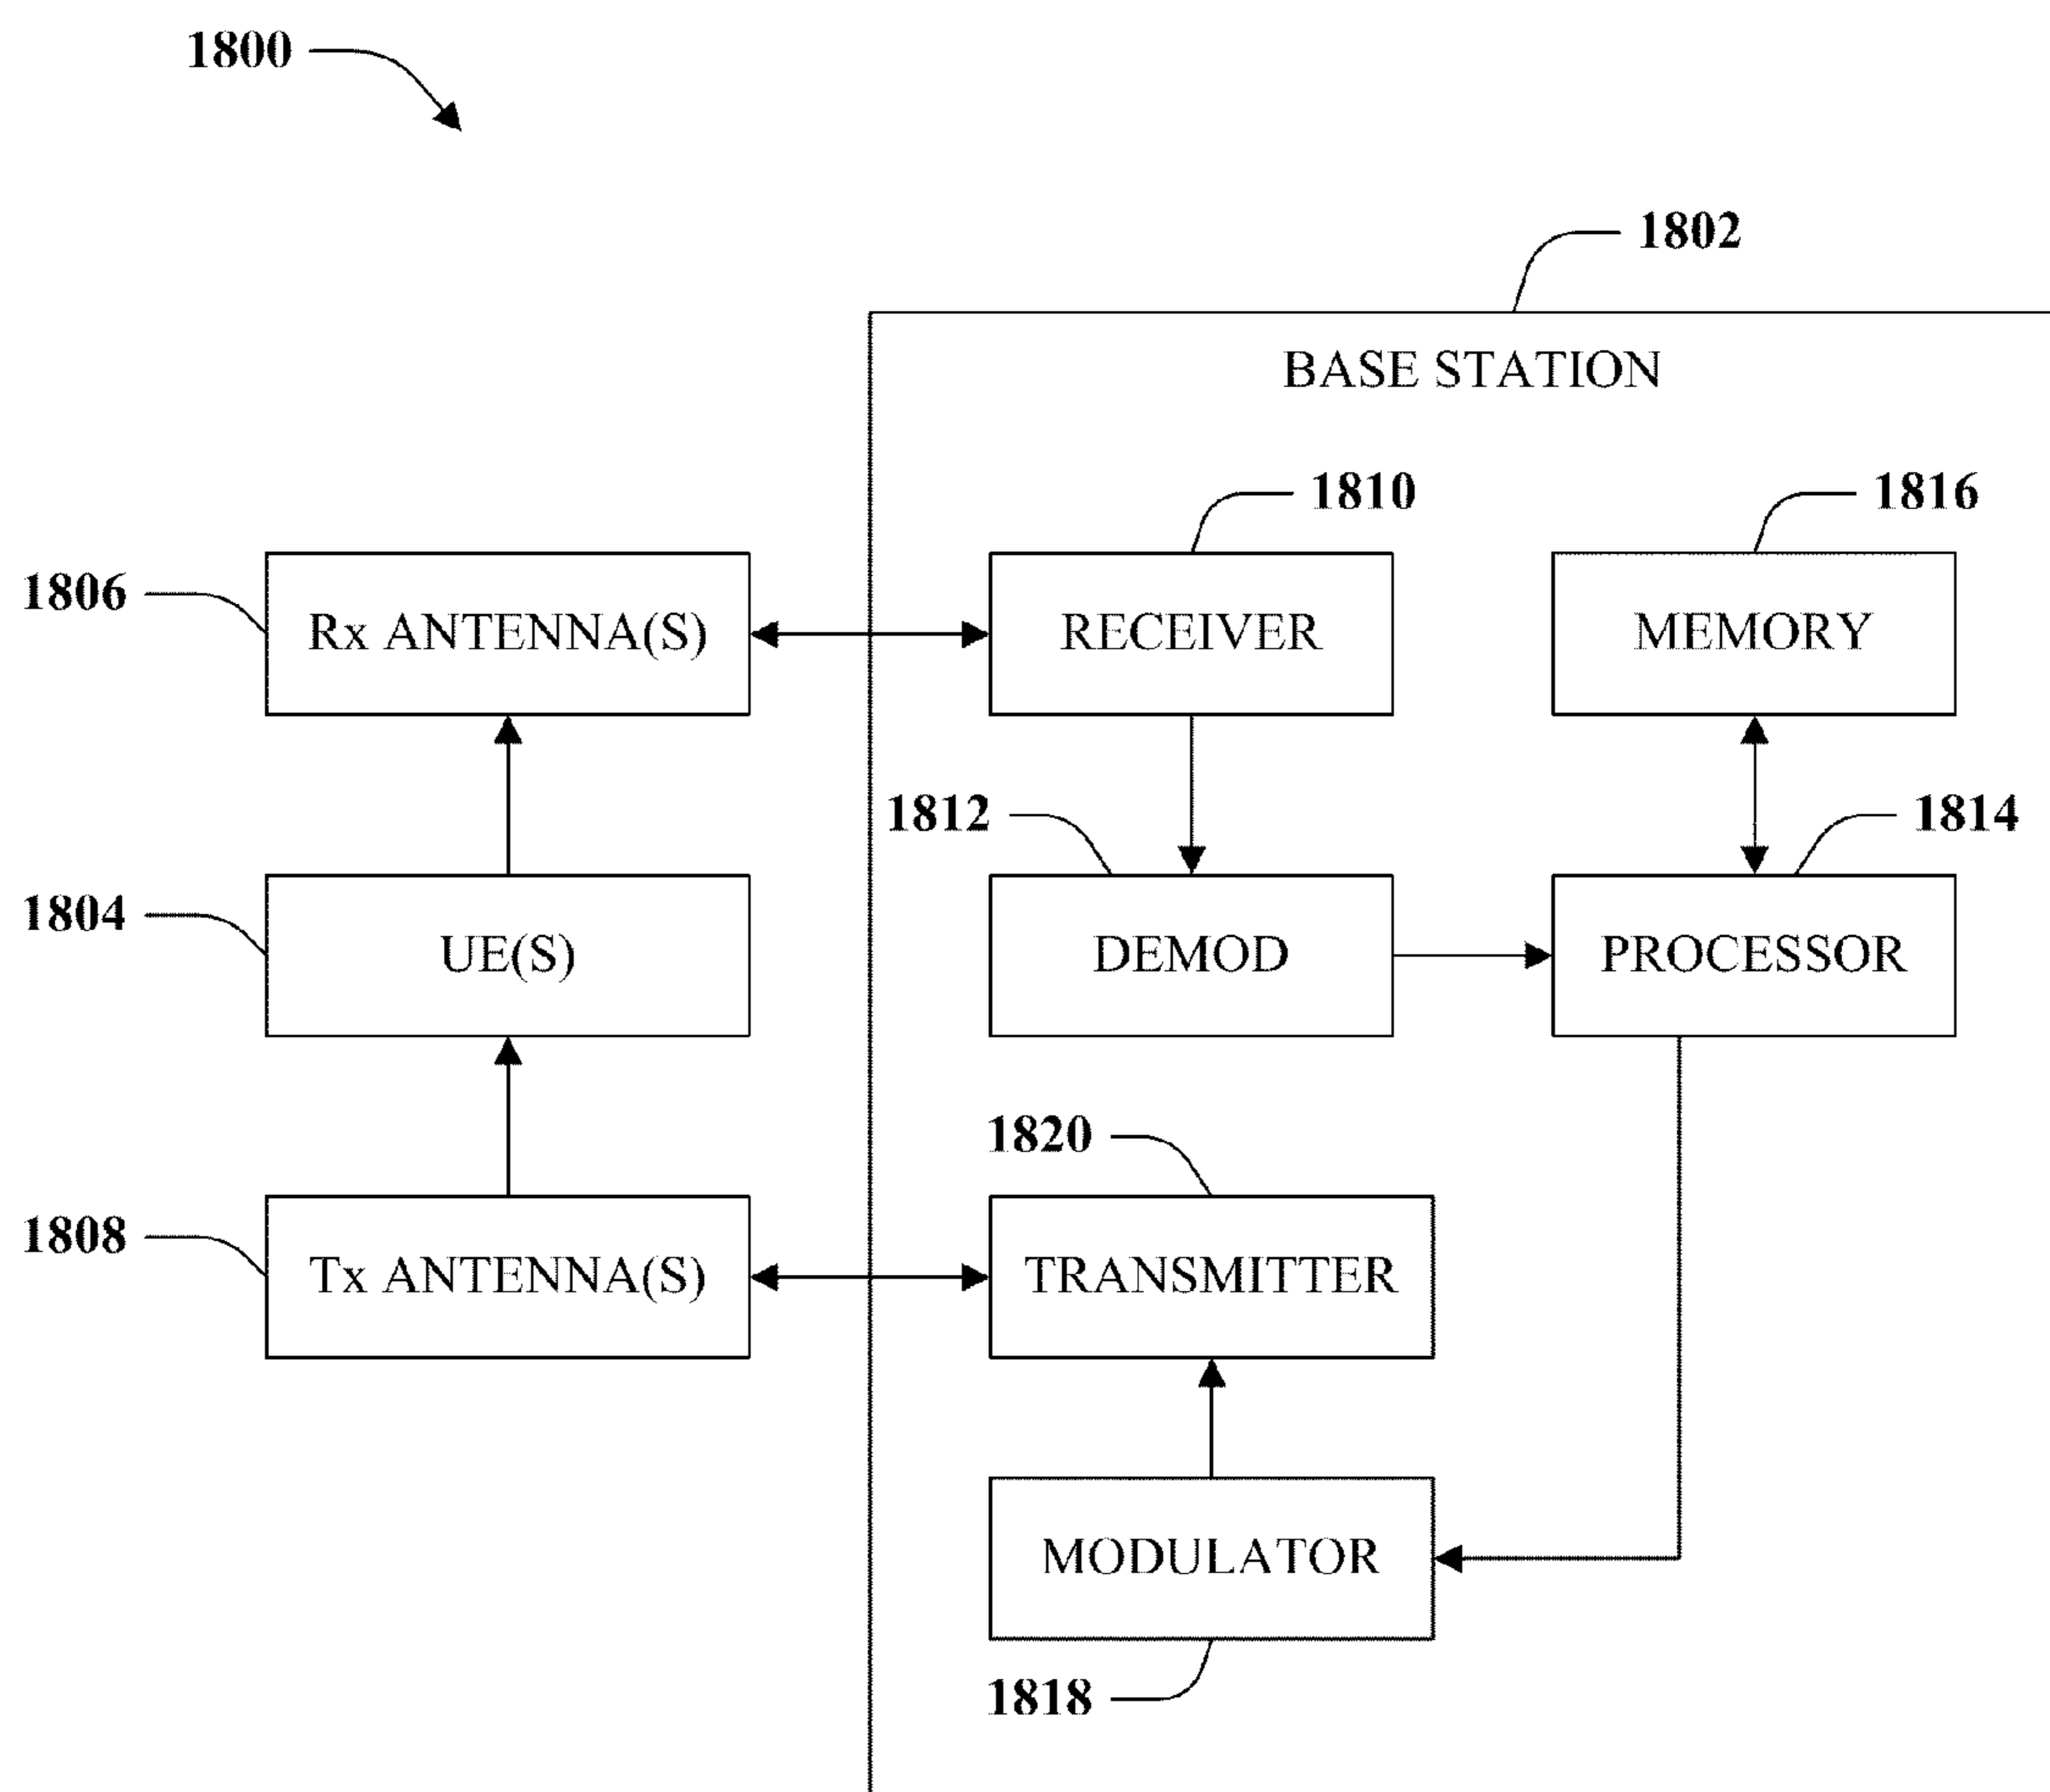 1800
1802
BASE STATION
1810
1816
1806
Rx ANTENNA(S)
RECEIVER
MEMORY
1812
1814
1804
UE(S)
DEMOD
PROCESSOR
1820
1808
Tx ANTENNA(S)
TRANSMITTER
MODULATOR
1818